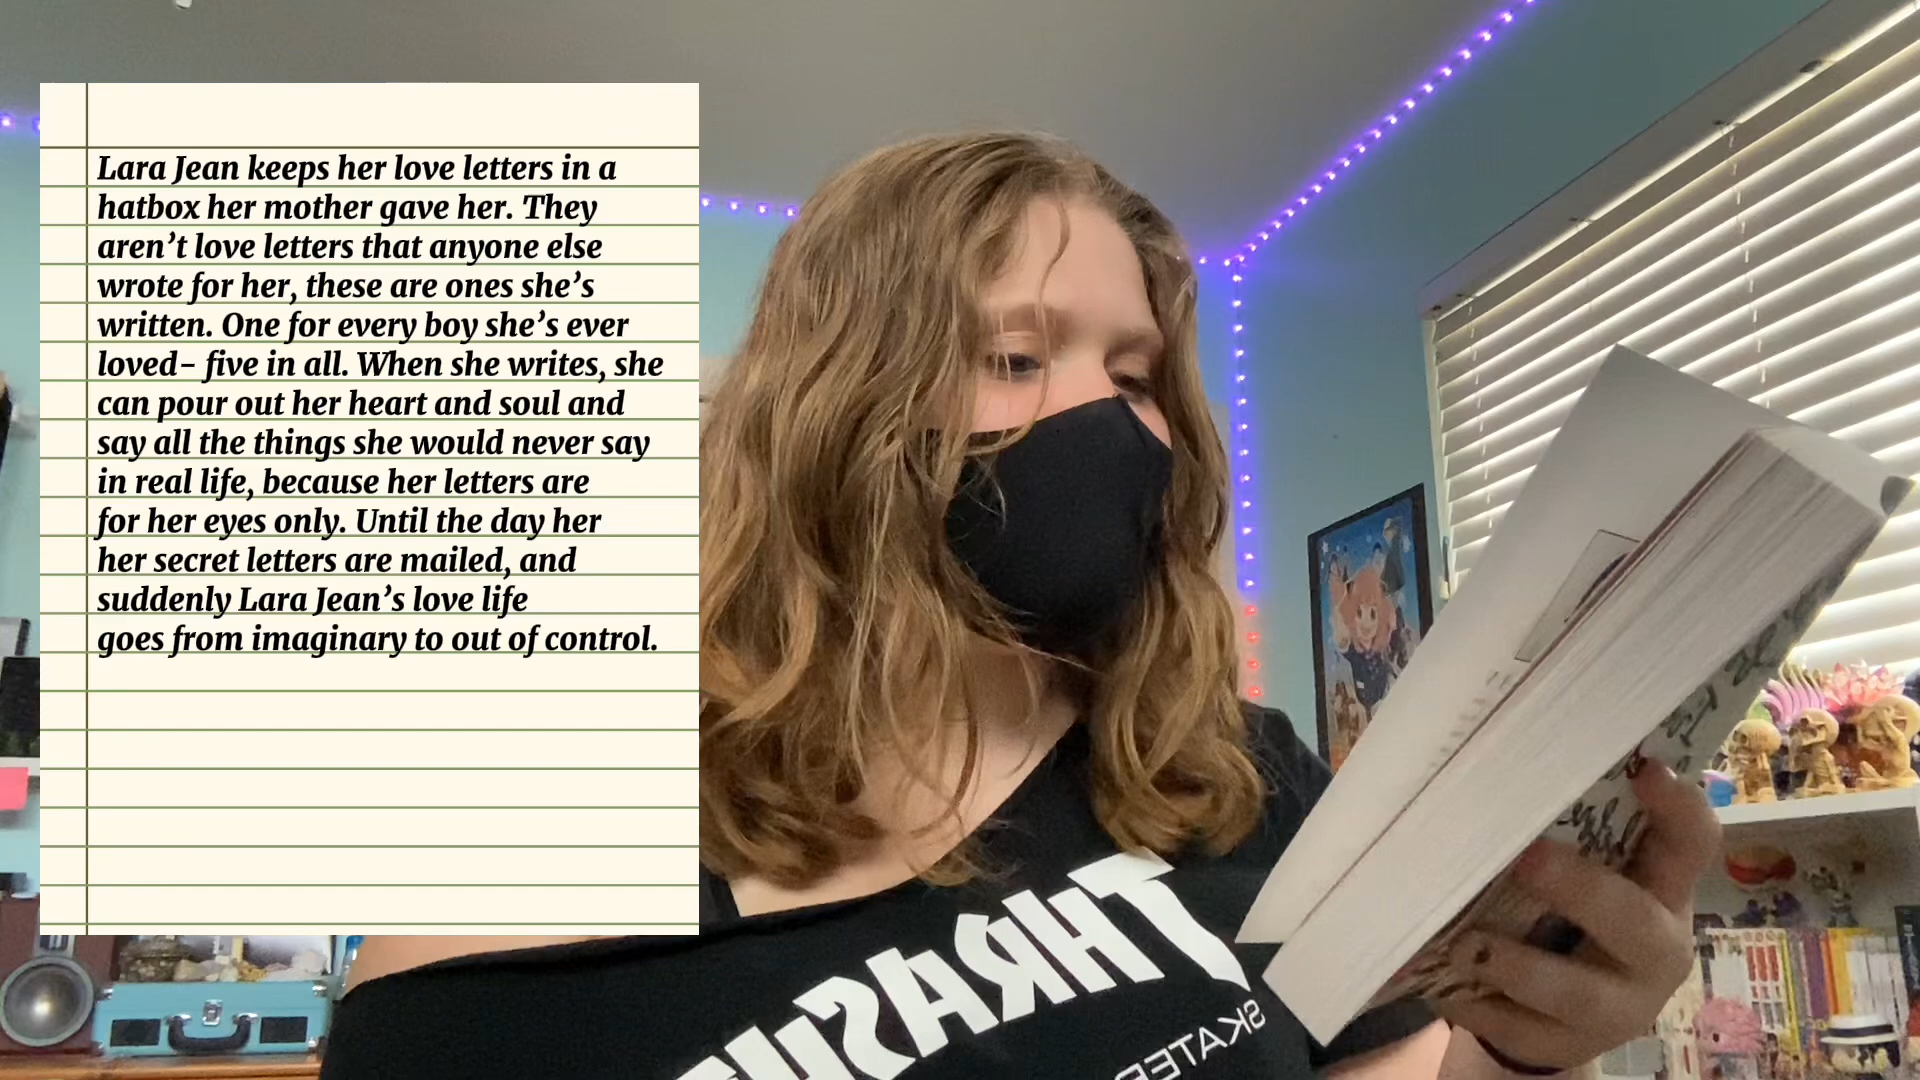 Lara Jean keeps her love letters in a
hatbox her mother gave her. They
aren't love letters that anyone else
wrote for her, these are ones she's
written. One for every boy she's ever
loved– five in all. When she writes, she
can pour out her heart and soul and
say all the things she would never say
in real life, because her letters are
for her eyes only. Until the day her
her secret letters are mailed, and
suddenly Lara Jean's love life
goes from imaginary to out of control.
THRASHE
SKATEB